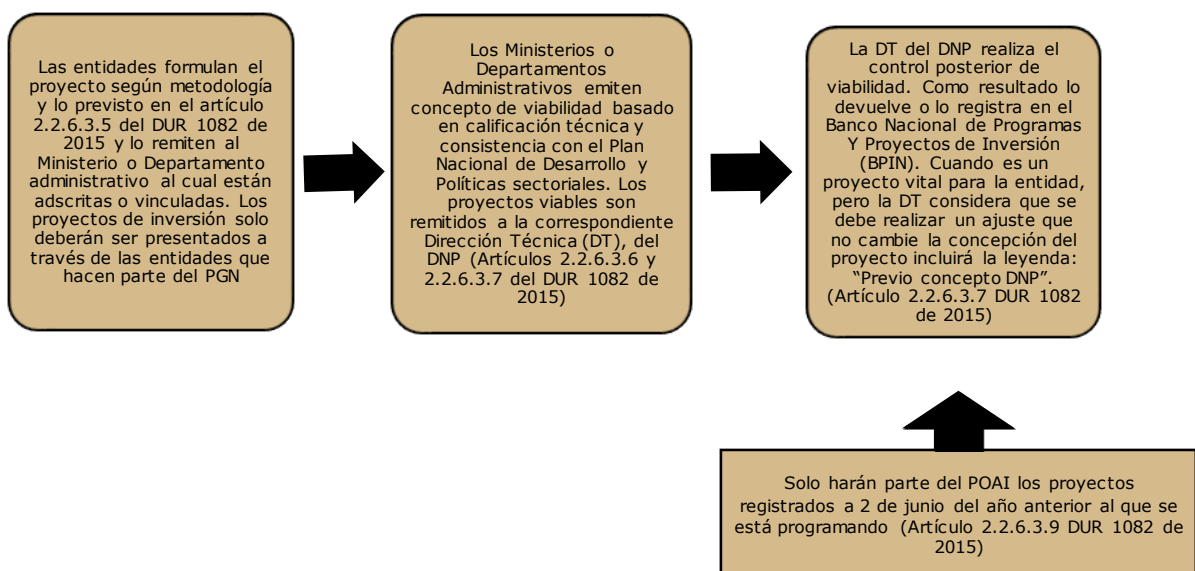 Las entidades formulan el
proyecto según metodología
y lo previsto en el artículo
2.2.6.3.5 del DUR 1082 de
2015 y lo remiten al
Ministerio o Departamento
administrativo al cual están
adscritas o vinculadas. Los
proyectos de inversión solo
deberán ser presentados a
través de las entidades que
hacen parte del PGN
Los Ministerios o
Departamentos
Administrativos emiten
concepto de viabilidad basado
en calificación técnica y
consistencia con el Plan
Nacional de Desarrollo y
Políticas sectoriales. Los
proyectos viables son
remitidos a la correspondiente
Dirección Técnica (DT), del
DNP (Artículos 2.2.6.3.6 y
2.2.6.3.7 del DUR 1082 de
2015)
La DT del DNP realiza el
control posterior de
viabilidad. Como resultado lo
devuelve o lo registra en el
Banco Nacional de Programas
Y Proyectos de Inversión
(BPIN). Cuando es un
proyecto vital para la entidad,
pero la DT considera que se
debe realizar un ajuste que
no cambie la concepción del
proyecto incluirá la leyenda:
“Previo concepto DNP”.
(Artículo 2.2.6.3.7 DUR 1082
de 2015)
Solo harán parte del POAI los proyectos
registrados a 2 de junio del año anterior al que se
está programando (Artículo 2.2.6.3.9 DUR 1082 de
2015)